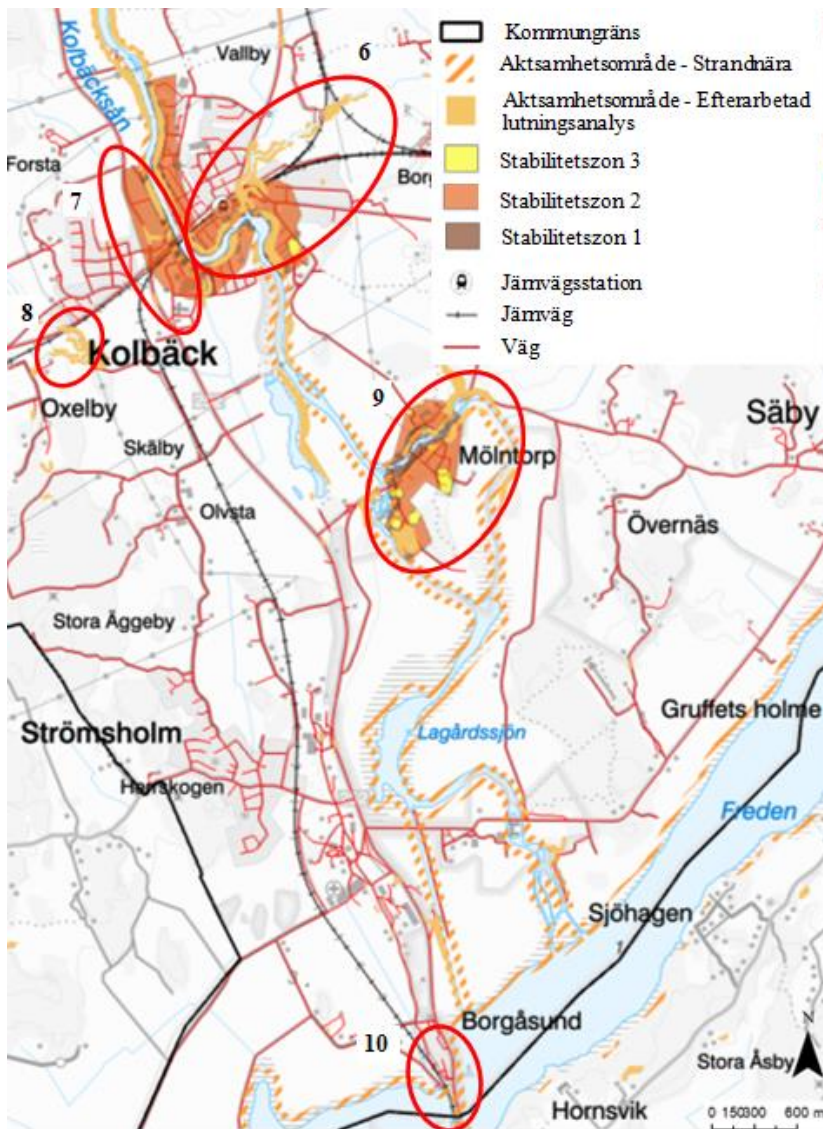 Kommungräns
Aktsamhetsområde - Strandnära
Aktsamhetsområde - Efterarbetad
lutningsanalys
Stabilitetszon 3
Stabilitetszon 2
Stabilitetszon 1
Järnvägsstation
Järnväg
Väg
Kolbäcksån
Vallby
6
Forsta
Borg
7
8
Kolbäck
Oxelby
9
Säby
Skälby
Mölntorp
Olvsta
Övernäs
Stora Äggeby
Gruffets holme
Strömsholm
Lagårdssjön
Herrskogen
Freden
Sjöhagen
Borgåsund
10
N
Stora Åsby
Hornsvik
0 150300 600 m